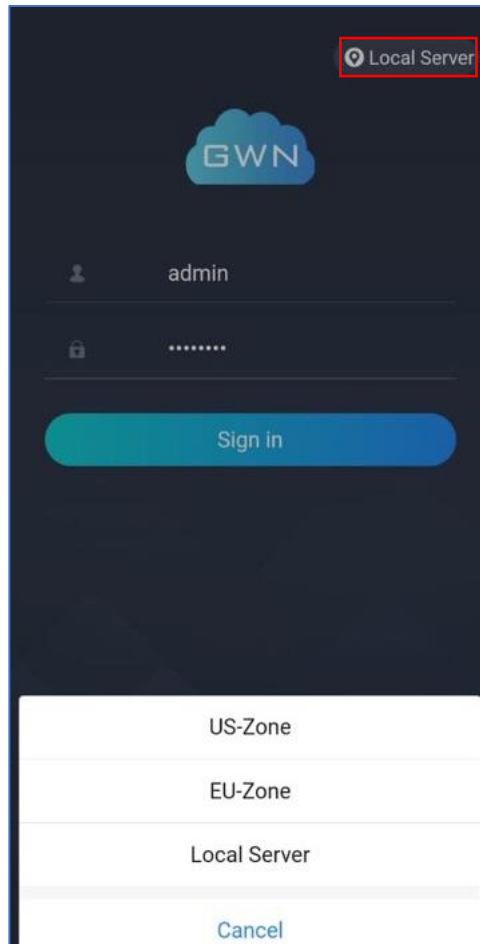 Local Server
GWN
admin
••••••••
Sign in
US-Zone
EU-Zone
Local Server
Cancel